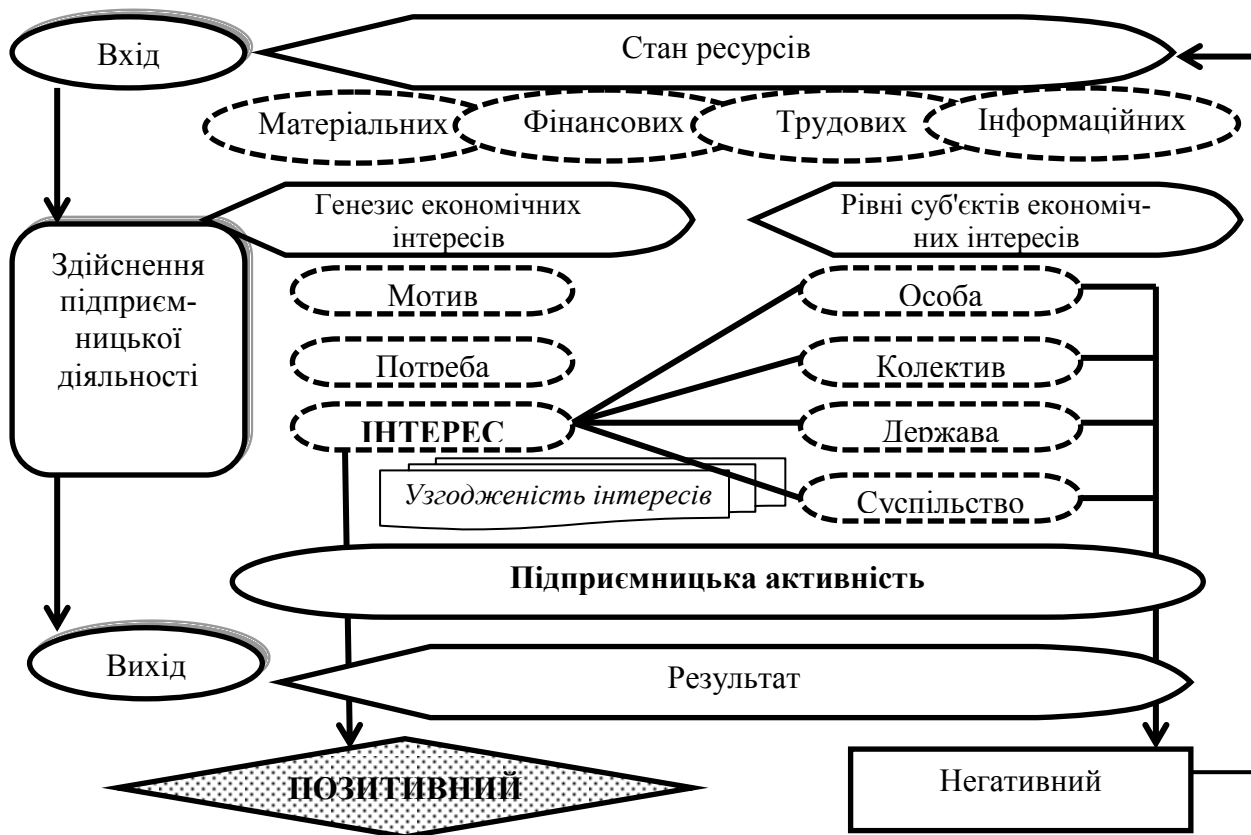 Вхід
Стан ресурсів
Матеріальних
Фінансових
Трудових
Інформаційних
Генезис економічних
інтересів
Рівні суб'єктів економіч-
них інтересів
Здійснення
підприєм-
ницької
діяльності
Мотив
Особа
Потреба
Колектив
ІНТЕРЕС
Держава
Узгодженість інтересів
Суспільство
Підприємницька активність
Вихід
Результат
ПОЗИТИВНИЙ
Негативний